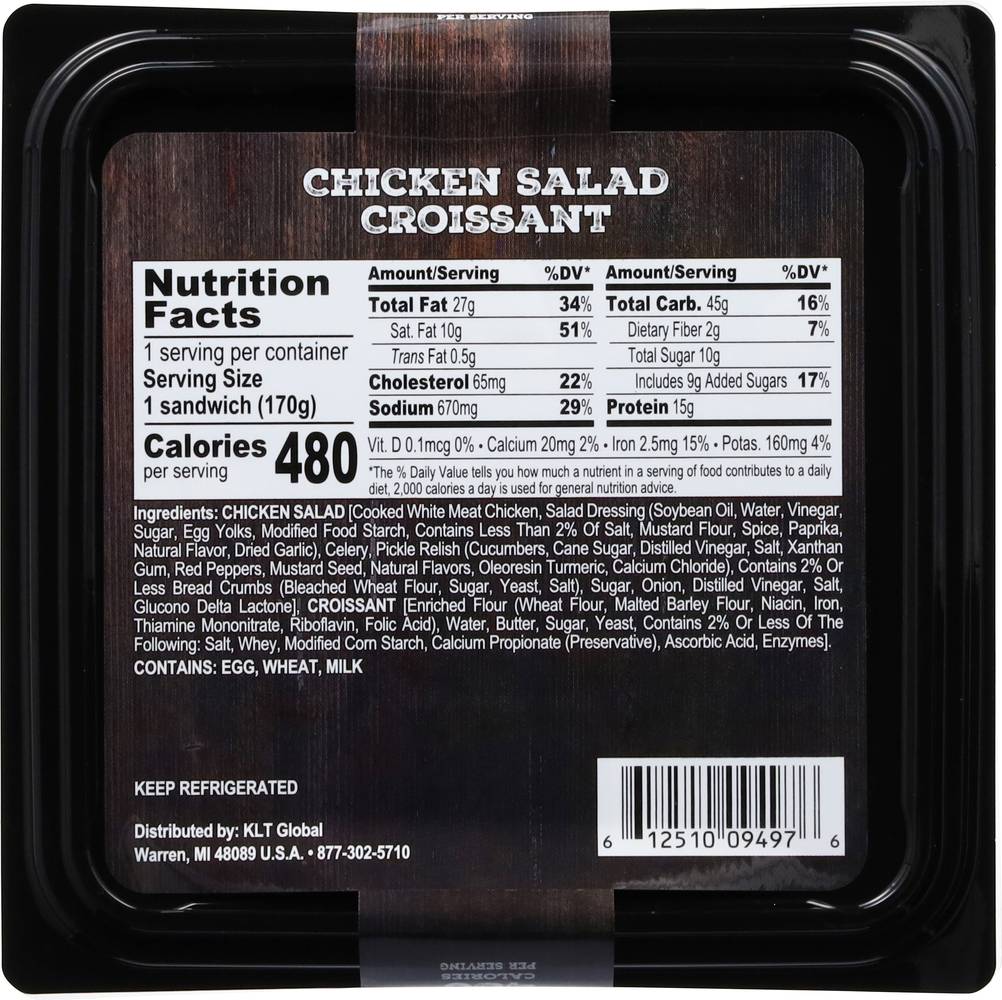 PER SERVING
CHICKEN SALAD
CROISSANT
Nutrition
Facts
1 serving per container
Serving Size
1 sandwich (170g)
Calories 480
per serving
Amount/Serving %DV*
Total Fat 27g 34%
Sat. Fat 10g 51%
Trans Fat 0.5g
Cholesterol 65mg 22%
Sodium 670mg 29%
Amount/Serving %DV*
Total Carb. 45g 16%
Dietary Fiber 2g 7%
Total Sugar 10g
Includes 9g Added Sugars 17%
Protein 15g
Vit. D 0.1mcg 0% • Calcium 20mg 2% • Iron 2.5mg 15% • Potas. 160mg 4%
*The % Daily Value tells you how much a nutrient in a serving of food contributes to a daily
diet, 2,000 calories a day is used for general nutrition advice.
Ingredients: CHICKEN SALAD [Cooked White Meat Chicken, Salad Dressing (Soybean Oil, Water, Vinegar,
Sugar, Egg Yolks, Modified Food Starch, Contains Less Than 2% Of Salt, Mustard Flour, Spice, Paprika,
Natural Flavor, Dried Garlic), Celery, Pickle Relish (Cucumbers, Cane Sugar, Distilled Vinegar, Salt, Xanthan
Gum, Red Peppers, Mustard Seed, Natural Flavors, Oleoresin Turmeric, Calcium Chloride), Contains 2% Or
Less Bread Crumbs (Bleached Wheat Flour, Sugar, Yeast, Salt), Sugar, Onion, Distilled Vinegar, Salt,
Glucono Delta Lactone], CROISSANT [Enriched Flour (Wheat Flour, Malted Barley Flour, Niacin, Iron,
Thiamine Mononitrate, Riboflavin, Folic Acid), Water, Butter, Sugar, Yeast, Contains 2% Or Less Of The
Following: Salt, Whey, Modified Corn Starch, Calcium Propionate (Preservative), Ascorbic Acid, Enzymes].
CONTAINS: EGG, WHEAT, MILK
KEEP REFRIGERATED
Distributed by: KLT Global
Warren, MI 48089 U.S.A. • 877-302-5710
6 12510 09497 6
CALORIES
PER SERVING